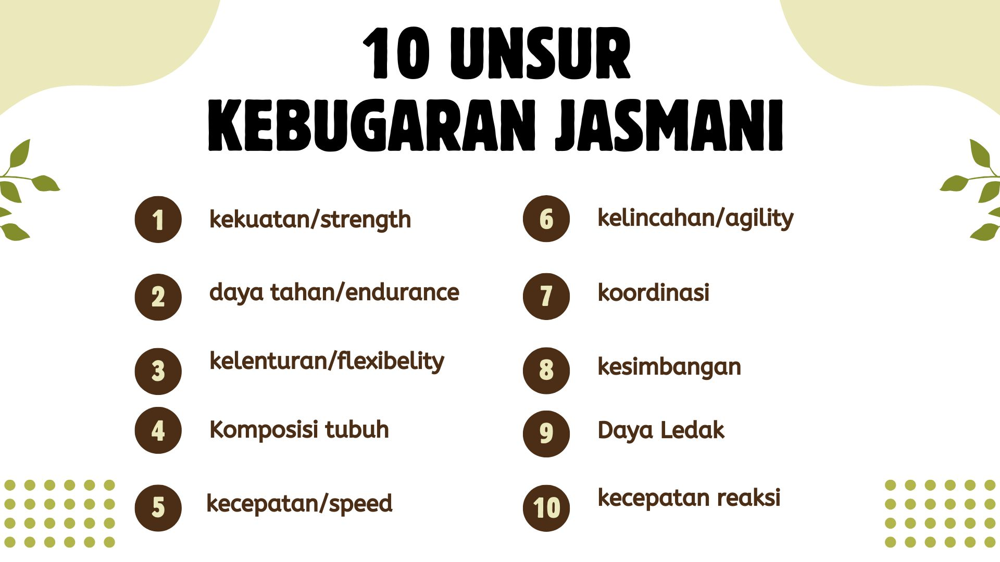 10 UNSUR
KEBUGARAN JASMANI
1 kekuatan/strength
2 daya tahan/endurance
3 kelenturan/flexibelity
4 Komposisi tubuh
5 kecepatan/speed
6 kelincahan/agility
7 koordinasi
8 kesimbangan
9 Daya Ledak
10 kecepatan reaksi